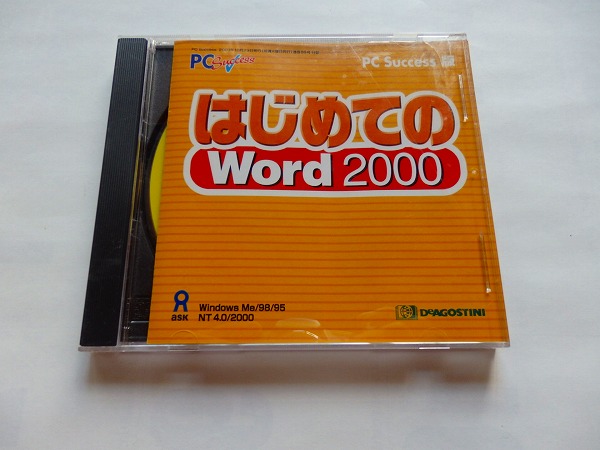 PC Success
PC Success 版
はじめての
Word 2000
ask
Windows Me/98/95
NT 4.0/2000
DeAGOSTINI